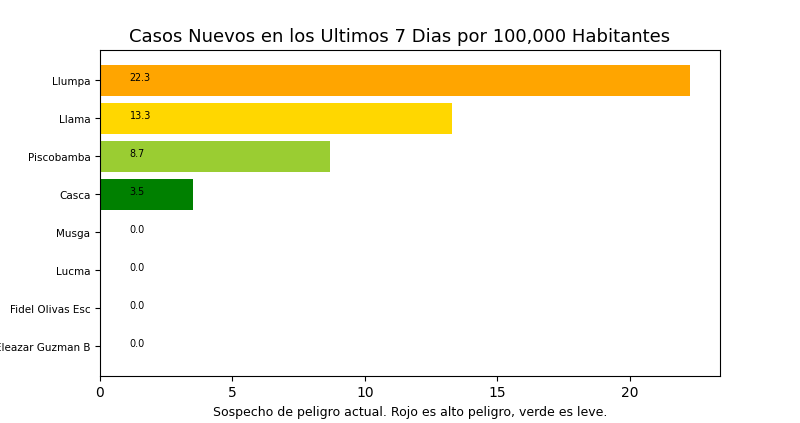 Casos Nuevos en los Ultimos 7 Dias por 100,000 Habitantes
Llumpa 22.3
Llama 13.3
Piscobamba 8.7
Casca 3.5
Musga 0.0
Lucma 0.0
Fidel Olivas Esc 0.0
Eleazar Guzman B 0.0
0 5 10 15 20
Sospecho de peligro actual. Rojo es alto peligro, verde es leve.